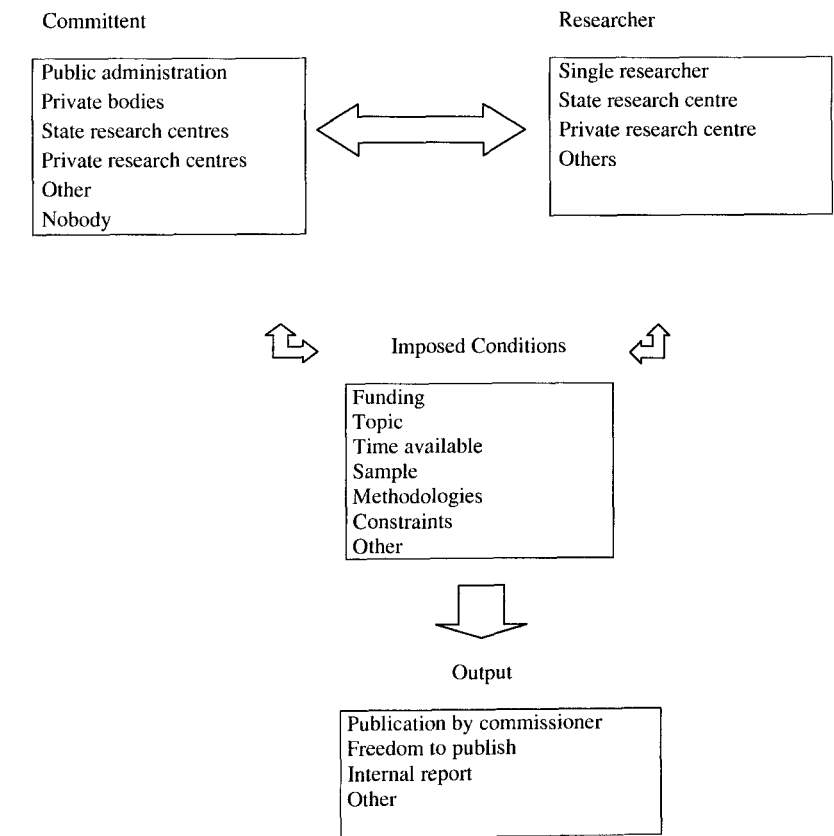 Committent
Public administration
Private bodies
State research centres
Private research centres
Other
Nobody
Researcher
Single researcher
State research centre
Private research centre
Others
Imposed Conditions
Funding
Topic
Time available
Sample
Methodologies
Constraints
Other
Output
Publication by commissioner
Freedom to publish
Internal report
Other